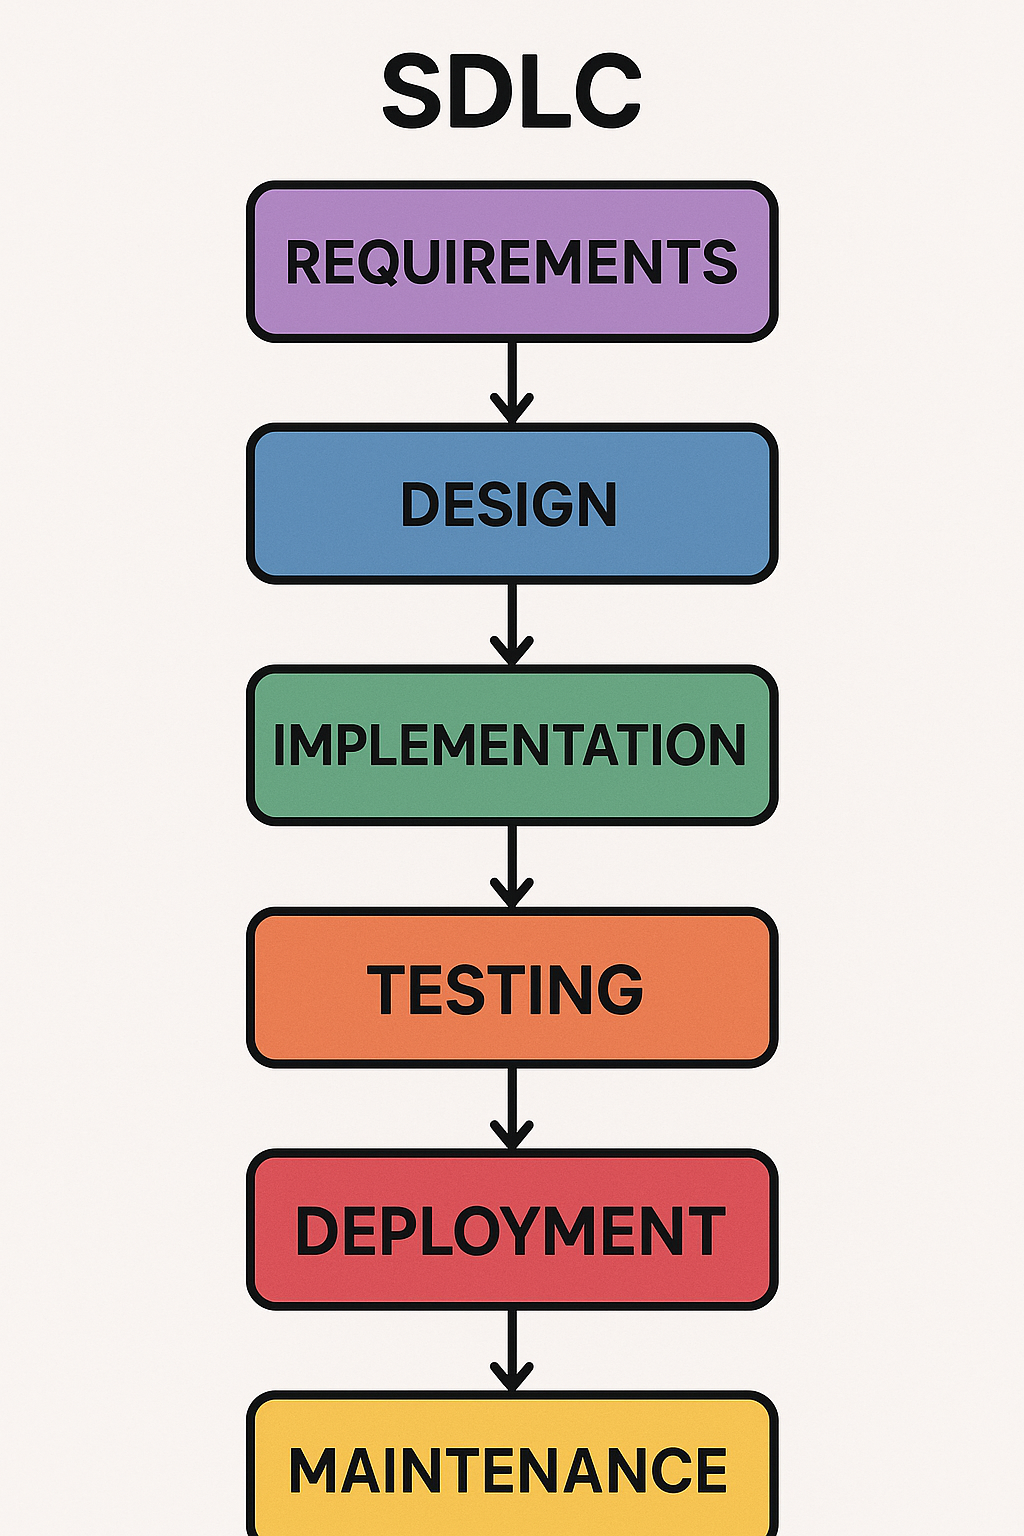 SDLC
REQUIREMENTS
DESIGN
IMPLEMENTATION
TESTING
DEPLOYMENT
MAINTENANCE